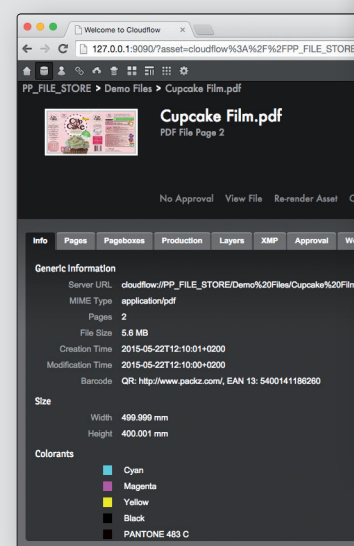 Welcome to Cloudflow
127.0.0.1:9090/?asset=cloudflow%3A%2F%2FPP_FILE_STORE
PP_FILE_STORE > Demo Files > Cupcake Film.pdf
Cup Cake
Cupcake Film.pdf
PDF File Page 2
No Approval View File Re-render Asset
Info Pages Pageboxes Production Layers XMP Approval
Generic Information
Server URL cloudflow://PP_FILE_STORE/Demo%20Files/Cupcake%20Film
MIME Type application/pdf
Pages 2
File Size 5.6 MB
Creation Time 2015-05-22T12:10:01+0200
Modification Time 2015-05-22T12:10:00+0200
Barcode QR: http://www.packz.com/, EAN 13: 5400141186260
Size
Width 499.999 mm
Height 400.001 mm
Colorants
Cyan
Magenta
Yellow
Black
PANTONE 483 C